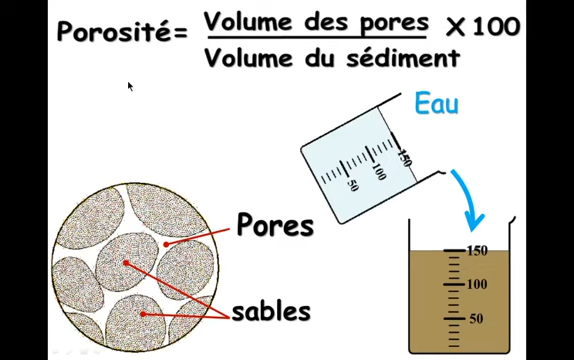 Porosité= Volume des pores X 100
Volume du sédiment
Eau
50 100 150
Pores
sables
150
100
50